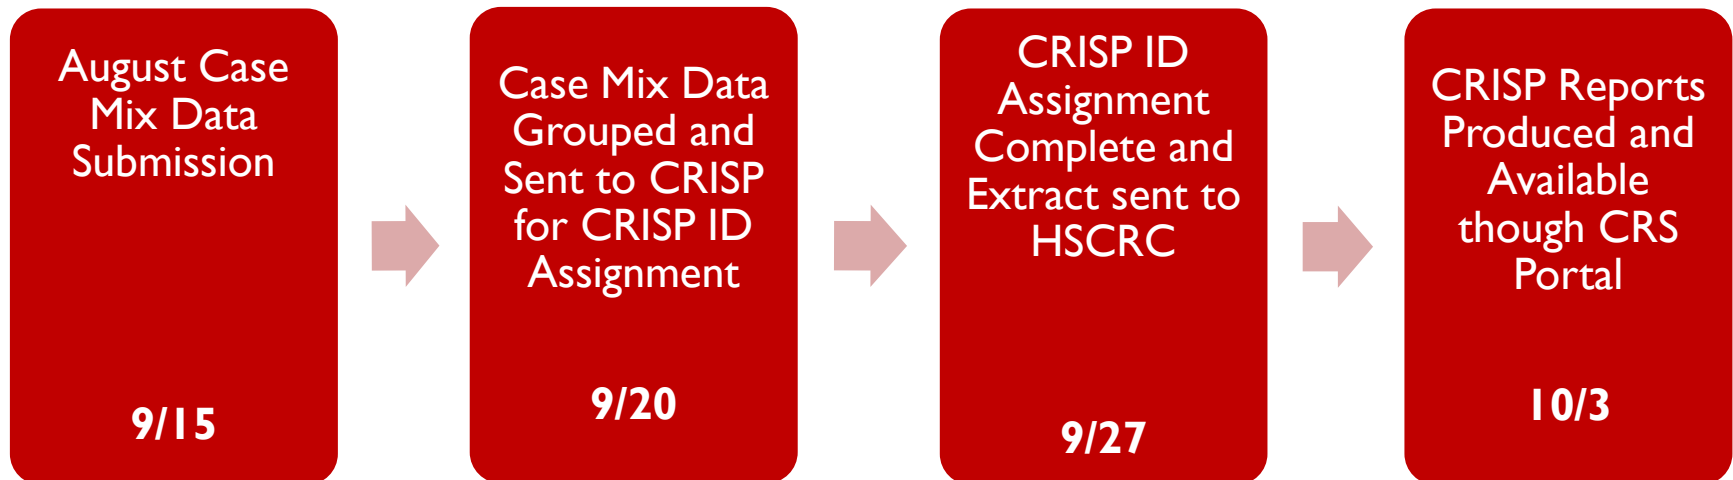 August Case
Mix Data
Submission
9/15
Case Mix Data
Grouped and
Sent to CRISP
for CRISP ID
Assignment
9/20
CRISP ID
Assignment
Complete and
Extract sent to
HSCRC
9/27
CRISP Reports
Produced and
Available
though CRS
Portal
10/3